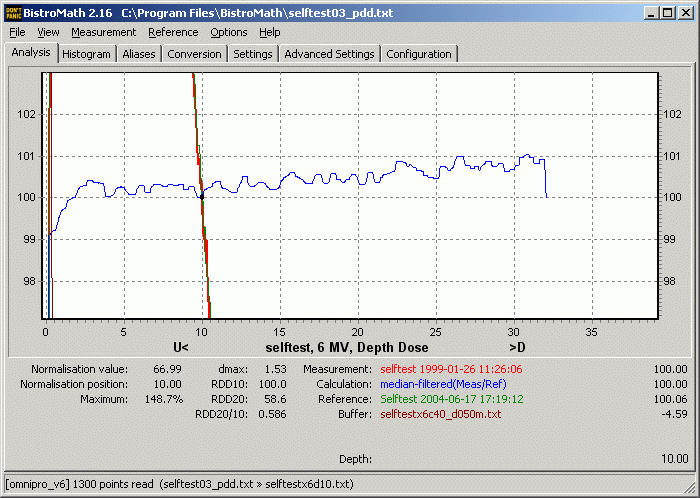 DON'T PANIC BistroMath 2.16 C:\Program Files\BistroMath\selftest03_pdd.txt
File View Measurement Reference Options Help
Analysis Histogram Aliases Conversion Settings Advanced Settings Configuration
102 102
101 101
100 100
99 99
98 98
0 5 10 15 20 25 30 35
U< selftest, 6 MV, Depth Dose >D
Normalisation value: 66.99 dmax: 1.53 Measurement: selftest 1999-01-26 11:26:06 100.00
Normalisation position: 10.00 RDD10: 100.0 Calculation: median-filtered(Meas/Ref) 100.00
Maximum: 148.7% RDD20: 58.6 Reference: Selftest 2004-06-17 17:19:12 100.06
RDD20/10: 0.586 Buffer: selftestx6c40_d050m.txt -4.59
Depth: 10.00
[omnipro_v6] 1300 points read (selftest03_pdd.txt » selftestx6d10.txt)